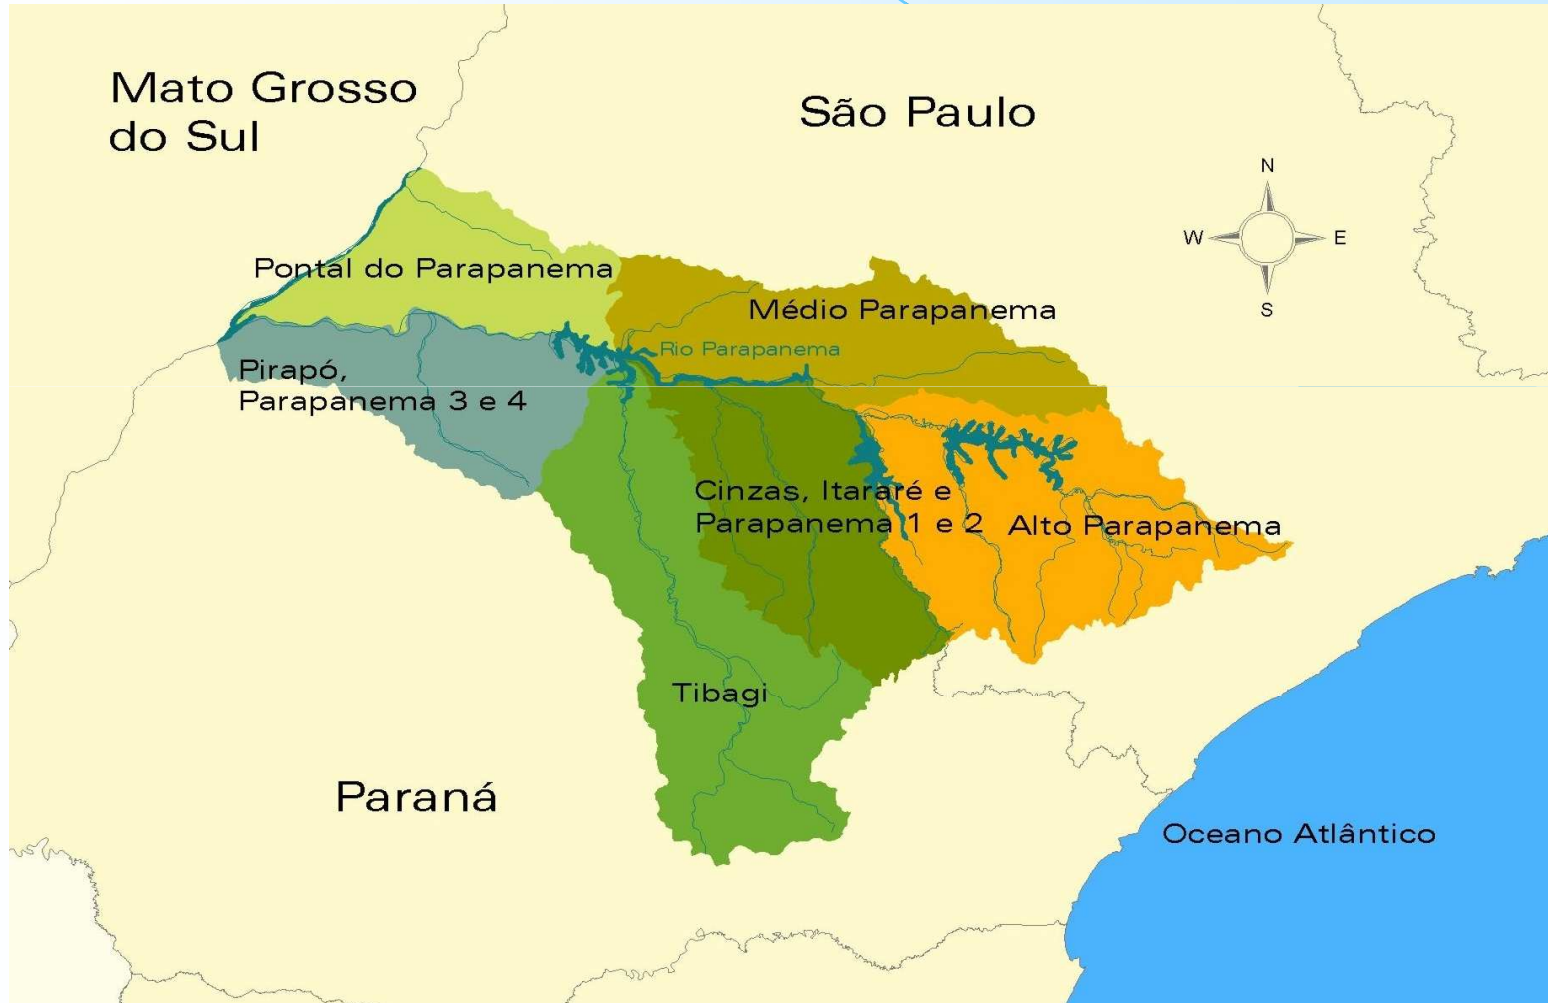 Mato Grosso
do Sul
São Paulo
N
W
E
S
Pontal do Parapanema
Médio Parapanema
Rio Parapanema
Pirapó,
Parapanema 3 e 4
Cinzas, Itararé e
Parapanema 1 e 2
Alto Parapanema
Tibagi
Paraná
Oceano Atlântico